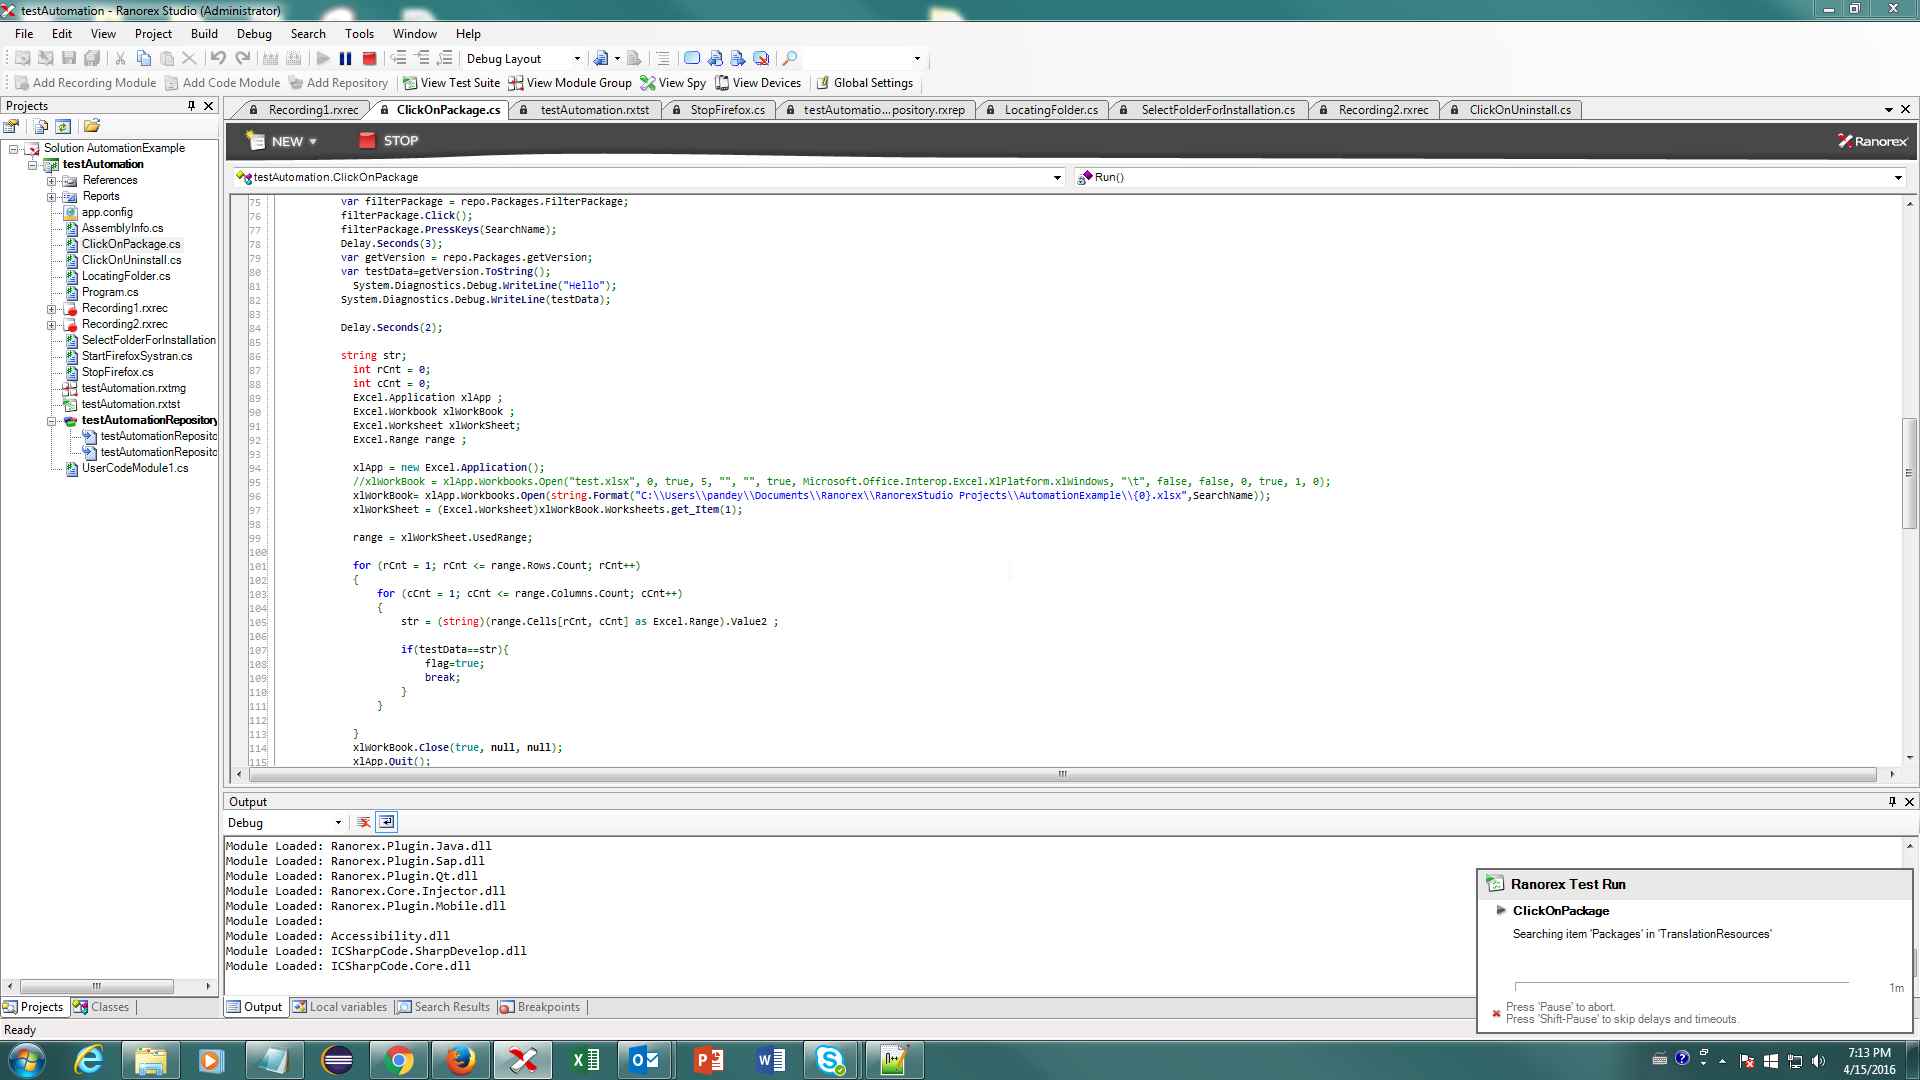 testAutomation - Ranorex Studio (Administrator)
File Edit View Project Build Debug Search Tools Window Help
Debug Layout
Add Recording Module Add Code Module Add Repository View Test Suite View Module Group View Spy View Devices Global Settings
Projects
Recording1.rxrec ClickOnPackage.cs testAutomation.rxtst StopFirefox.cs testAutomatio...pository.rxrep LocatingFolder.cs SelectFolderForInstallation.cs Recording2.rxrec ClickOnUninstall.cs
NEW STOP Ranorex
testAutomation.ClickOnPackage Run()
Solution AutomationExample
testAutomation
References
Reports
app.config
AssemblyInfo.cs
ClickOnPackage.cs
ClickOnUninstall.cs
LocatingFolder.cs
Program.cs
Recording1.rxrec
Recording2.rxrec
SelectFolderForInstallation
StartFirefoxSystran.cs
StopFirefox.cs
testAutomation.rxtmg
testAutomation.rxtst
testAutomationRepository
testAutomationReposito
testAutomationReposito
UserCodeModule1.cs
75 var filterPackage = repo.Packages.FilterPackage;
76 filterPackage.Click();
77 filterPackage.PressKeys(SearchName);
78 Delay.Seconds(3);
79 var getVersion = repo.Packages.getVersion;
80 var testData=getVersion.ToString();
81 System.Diagnostics.Debug.WriteLine("Hello");
82 System.Diagnostics.Debug.WriteLine(testData);
83
84 Delay.Seconds(2);
85
86 string str;
87 int rCnt = 0;
88 int cCnt = 0;
89 Excel.Application xlApp ;
90 Excel.Workbook xlWorkBook ;
91 Excel.Worksheet xlWorkSheet;
92 Excel.Range range ;
93
94 xlApp = new Excel.Application();
95 //xlWorkBook = xlApp.Workbooks.Open("test.xlsx", 0, true, 5, "", "", true, Microsoft.Office.Interop.Excel.XlPlatform.xlWindows, "\t", false, false, 0, true, 1, 0);
96 xlWorkBook= xlApp.Workbooks.Open(string.Format("C:\\Users\\pandey\\Documents\\Ranorex\\RanorexStudio Projects\\AutomationExample\\{0}.xlsx",SearchName));
97 xlWorkSheet = (Excel.Worksheet)xlWorkBook.Worksheets.get_Item(1);
98
99 range = xlWorkSheet.UsedRange;
100
101 for (rCnt = 1; rCnt <= range.Rows.Count; rCnt++)
102 {
103 for (cCnt = 1; cCnt <= range.Columns.Count; cCnt++)
104 {
105 str = (string)(range.Cells[rCnt, cCnt] as Excel.Range).Value2 ;
106
107 if(testData==str){
108 flag=true;
109 break;
110 }
111 }
112
113 }
114 xlWorkBook.Close(true, null, null);
115 xlApp.Quit();
Output
Debug
Module Loaded: Ranorex.Plugin.Java.dll
Module Loaded: Ranorex.Plugin.Sap.dll
Module Loaded: Ranorex.Plugin.Qt.dll
Module Loaded: Ranorex.Core.Injector.dll
Module Loaded: Ranorex.Plugin.Mobile.dll
Module Loaded:
Module Loaded: Accessibility.dll
Module Loaded: ICSharpCode.SharpDevelop.dll
Module Loaded: ICSharpCode.Core.dll
Ranorex Test Run
ClickOnPackage
Searching item 'Packages' in 'TranslationResources'
1m
Press 'Pause' to abort.
Press 'Shift-Pause' to skip delays and timeouts.
Projects Classes Output Local variables Search Results Breakpoints
Ready
7:13 PM
4/15/2016